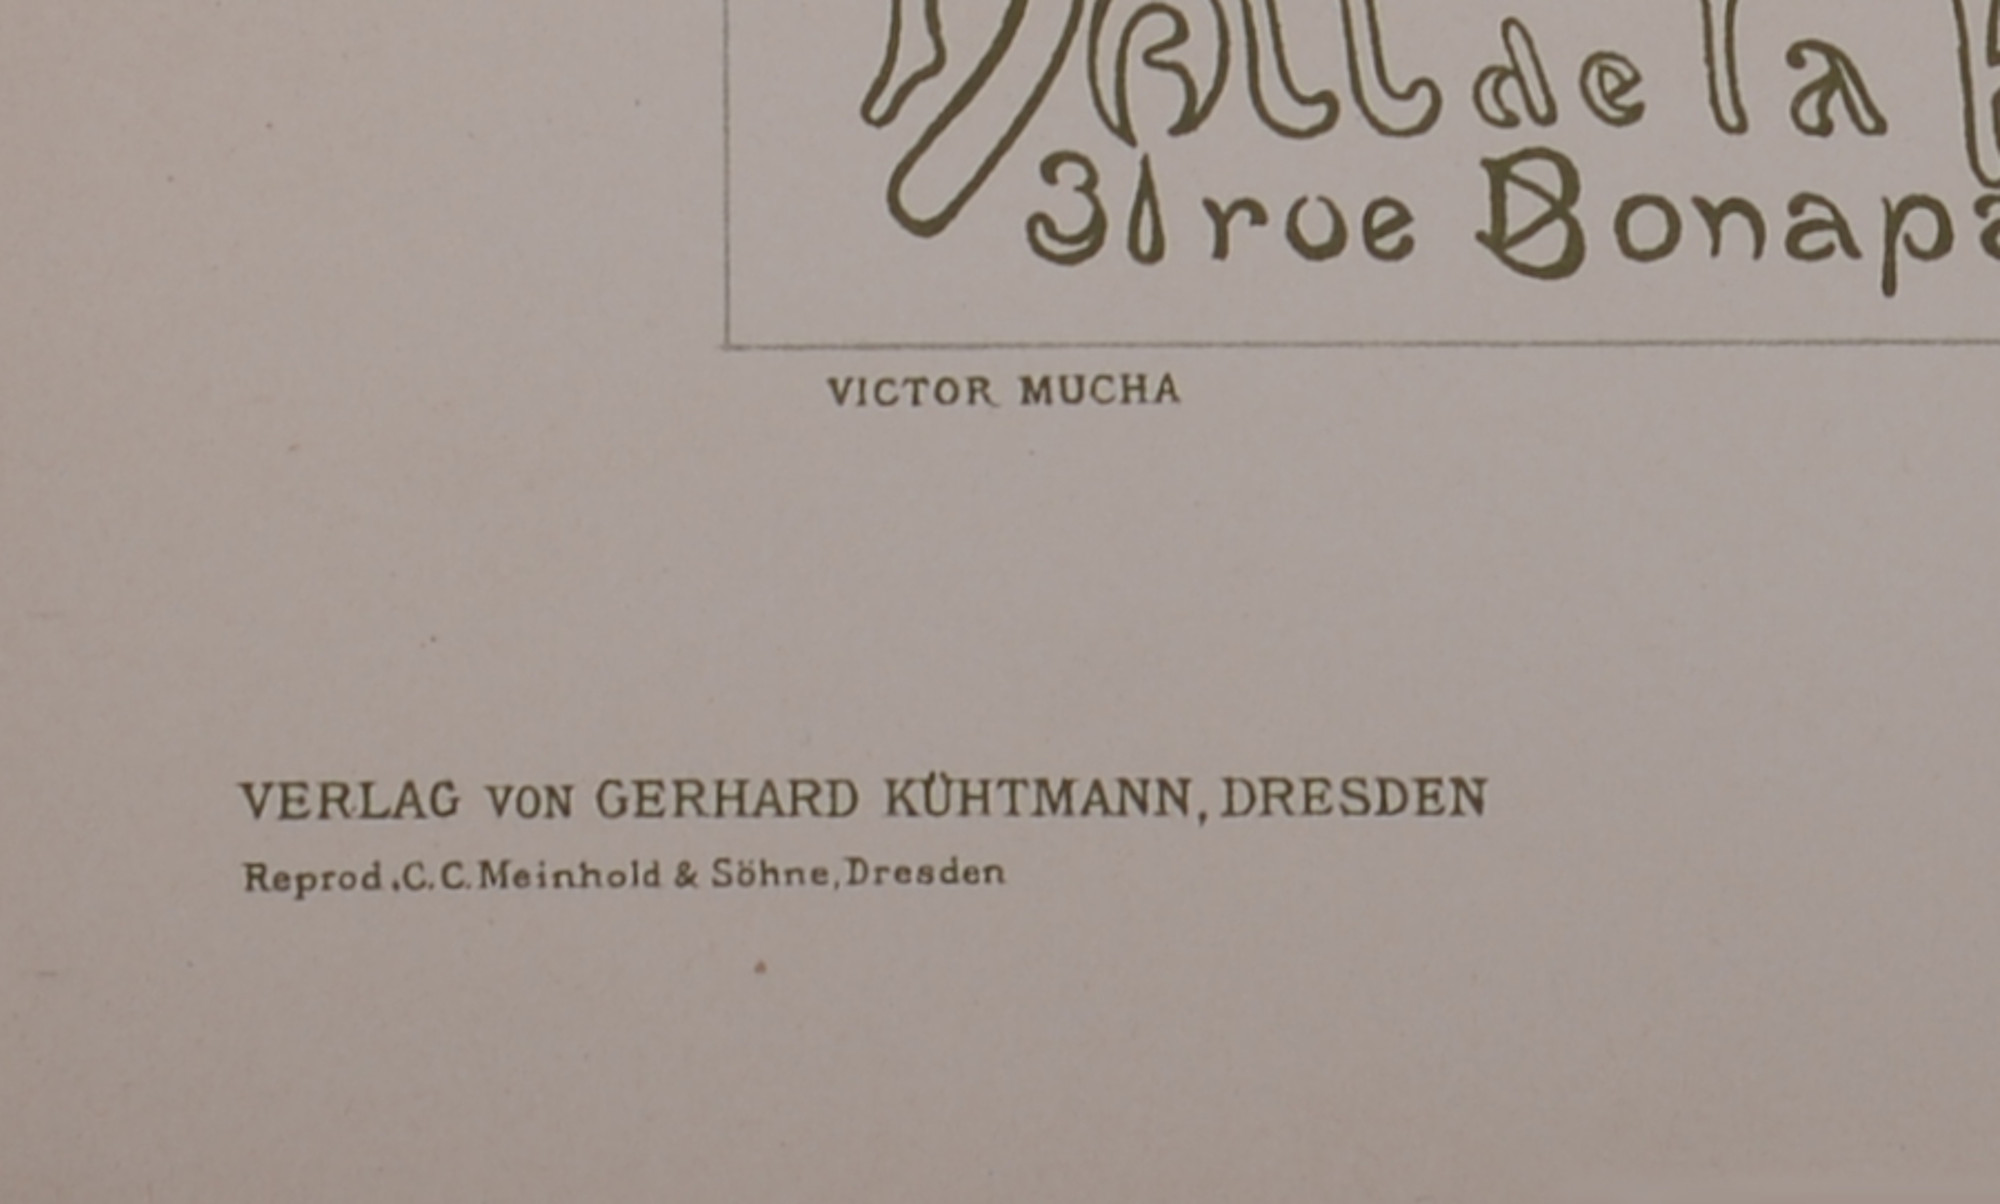 de la
31 rue Bonapa
VICTOR MUCHA
VERLAG VON GERHARD KÜHTMANN, DRESDEN
Reprod. C. C. Meinhold & Söhne, Dresden